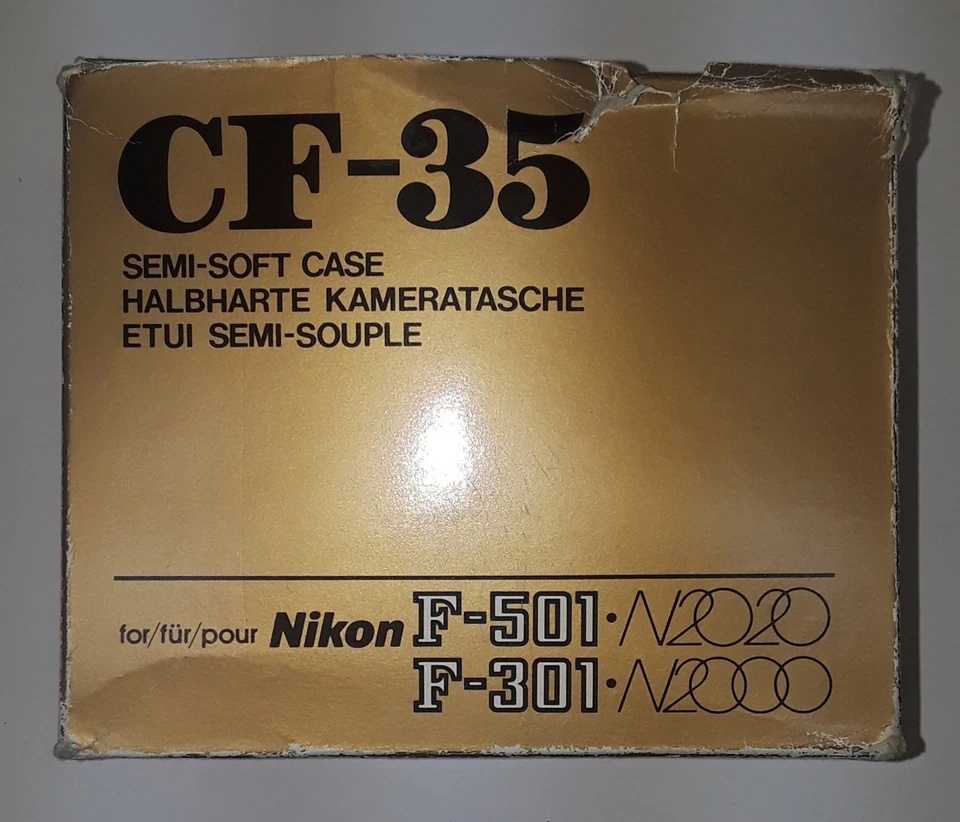 CF-35
SEMI-SOFT CASE
HALBHARTE KAMERATASCHE
ETUI SEMI-SOUPLE
for/für/pour Nikon F-501·N2020
F-301·N2000